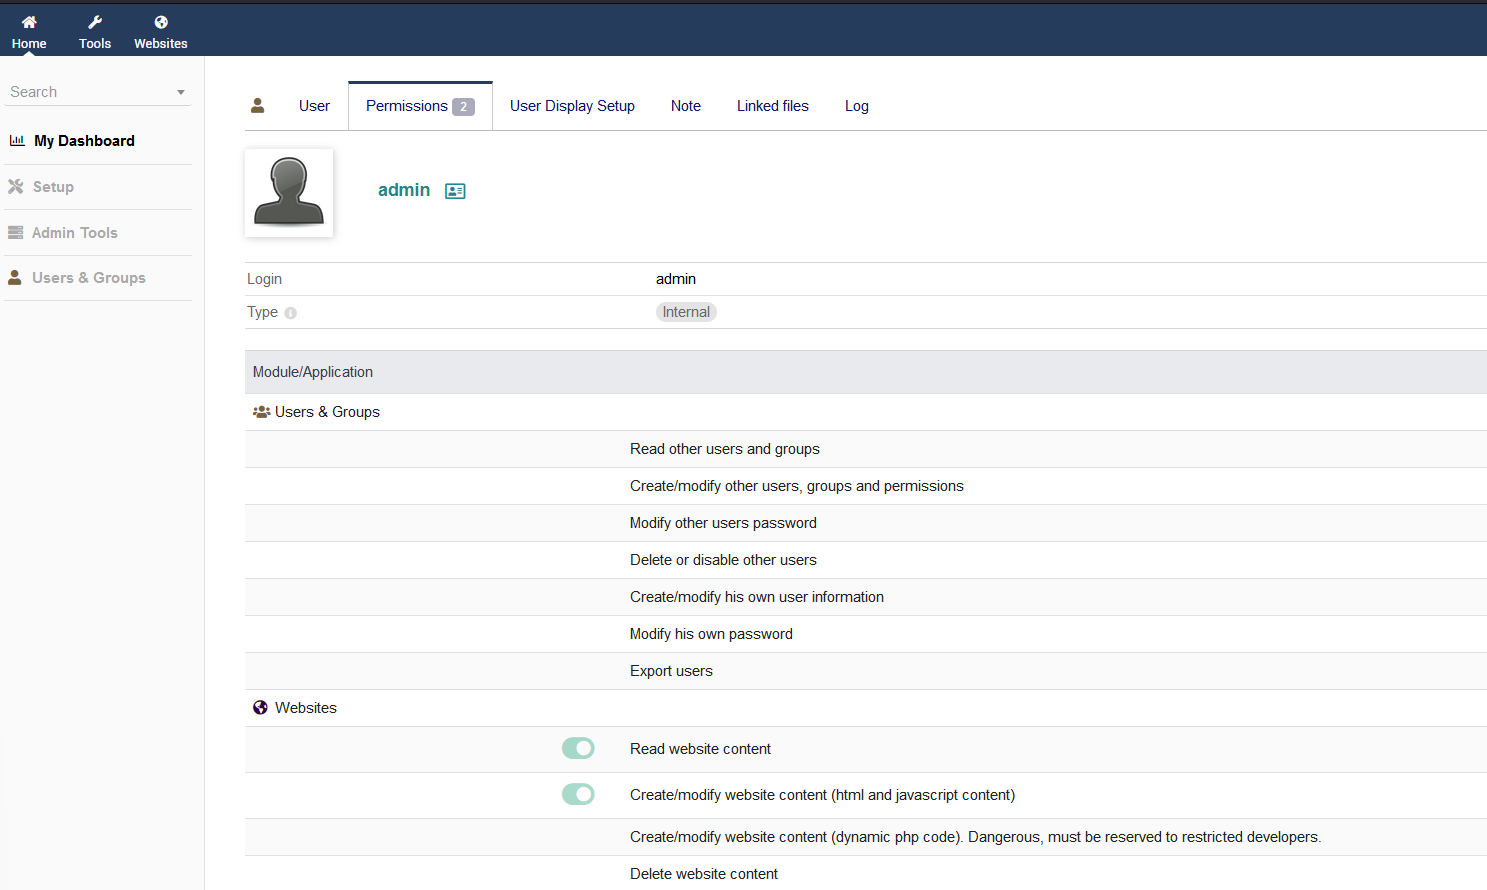 Home Tools Websites
Search
My Dashboard
Setup
Admin Tools
Users & Groups
User Permissions 2 User Display Setup Note Linked files Log
admin
Login admin
Type Internal
Module/Application
Users & Groups
Read other users and groups
Create/modify other users, groups and permissions
Modify other users password
Delete or disable other users
Create/modify his own user information
Modify his own password
Export users
Websites
Read website content
Create/modify website content (html and javascript content)
Create/modify website content (dynamic php code). Dangerous, must be reserved to restricted developers.
Delete website content